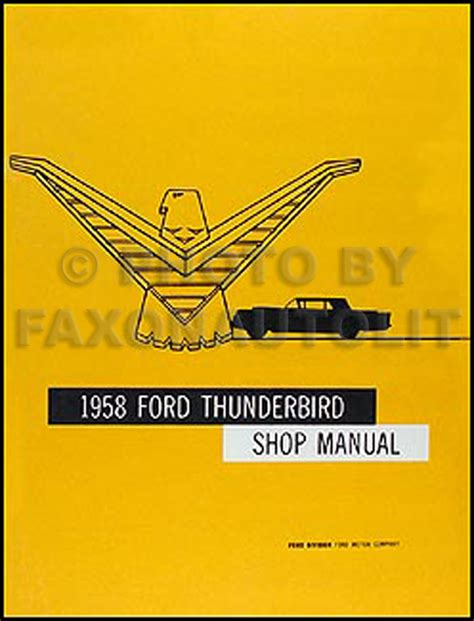 © PHOTO BY
FAXONAUTOLIT
1958 FORD THUNDERBIRD
SHOP MANUAL
FORD DIVISION FORD MOTOR COMPANY